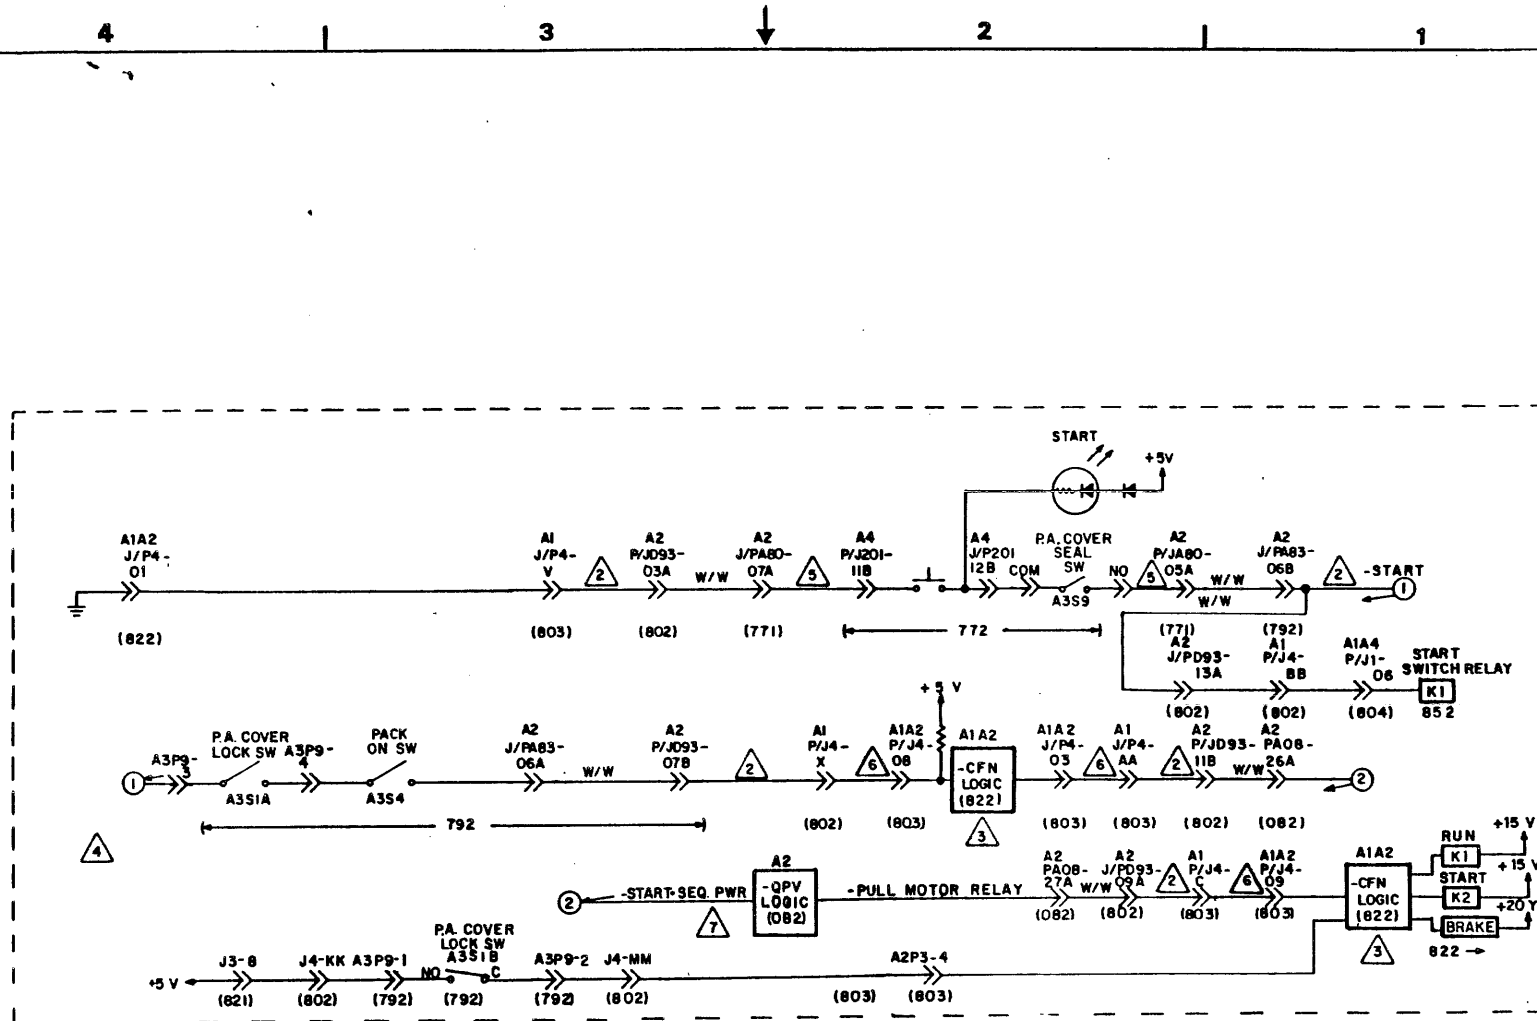 4 3 2 1
START
+5V
A1A2 J/P4-01
A1 J/P4-V
2
A2 P/JD93-03A
W/W
A2 J/PA80-07A
5
A4 P/J201-11B
A4 J/P201 12B
COM
P.A. COVER SEAL SW
A3S9
NO
5
A2 P/JA80-05A
W/W
W/W
A2 J/PA83-06B
2
-START
1
(822)
(803)
(802)
(771)
772
(771)
(792)
A2 J/PD93-13A
A1 P/J4-BB
A1A4 P/J1-06
START SWITCH RELAY
K1
(802)
(802)
(804)
852
1
A3P9-3
P.A. COVER LOCK SW
A3S1A
A3P9-4
PACK ON SW
A3S4
A2 J/PA83-06A
W/W
A2 P/JD93-07B
2
A1 P/J4-X
6
A1A2 P/J4-08
+5 V
A1A2
-CFN LOGIC (822)
3
A1A2 J/P4-03
6
A1 J/P4-AA
2
A2 P/JD93-11B
W/W
A2 PA08-26A
2
792
(802)
(803)
(803)
(803)
(802)
(082)
4
2
-START-SEQ. PWR
7
A2
-QPV LOGIC (082)
-PULL MOTOR RELAY
A2 PA08-27A
W/W
A2 J/PD93-09A
2
A1 P/J4-C
6
A1A2 P/J4-09
(082)
(802)
(803)
(803)
A1A2
-CFN LOGIC (822)
3
RUN
K1
+15 V
START
K2
+15 V
BRAKE
+20 V
822
+5 V
J3-8
J4-KK
A3P9-1
NO
P.A. COVER LOCK SW A3S1B
C
A3P9-2
J4-MM
A2P3-4
(821)
(802)
(792)
(792)
(792)
(802)
(803)
(803)